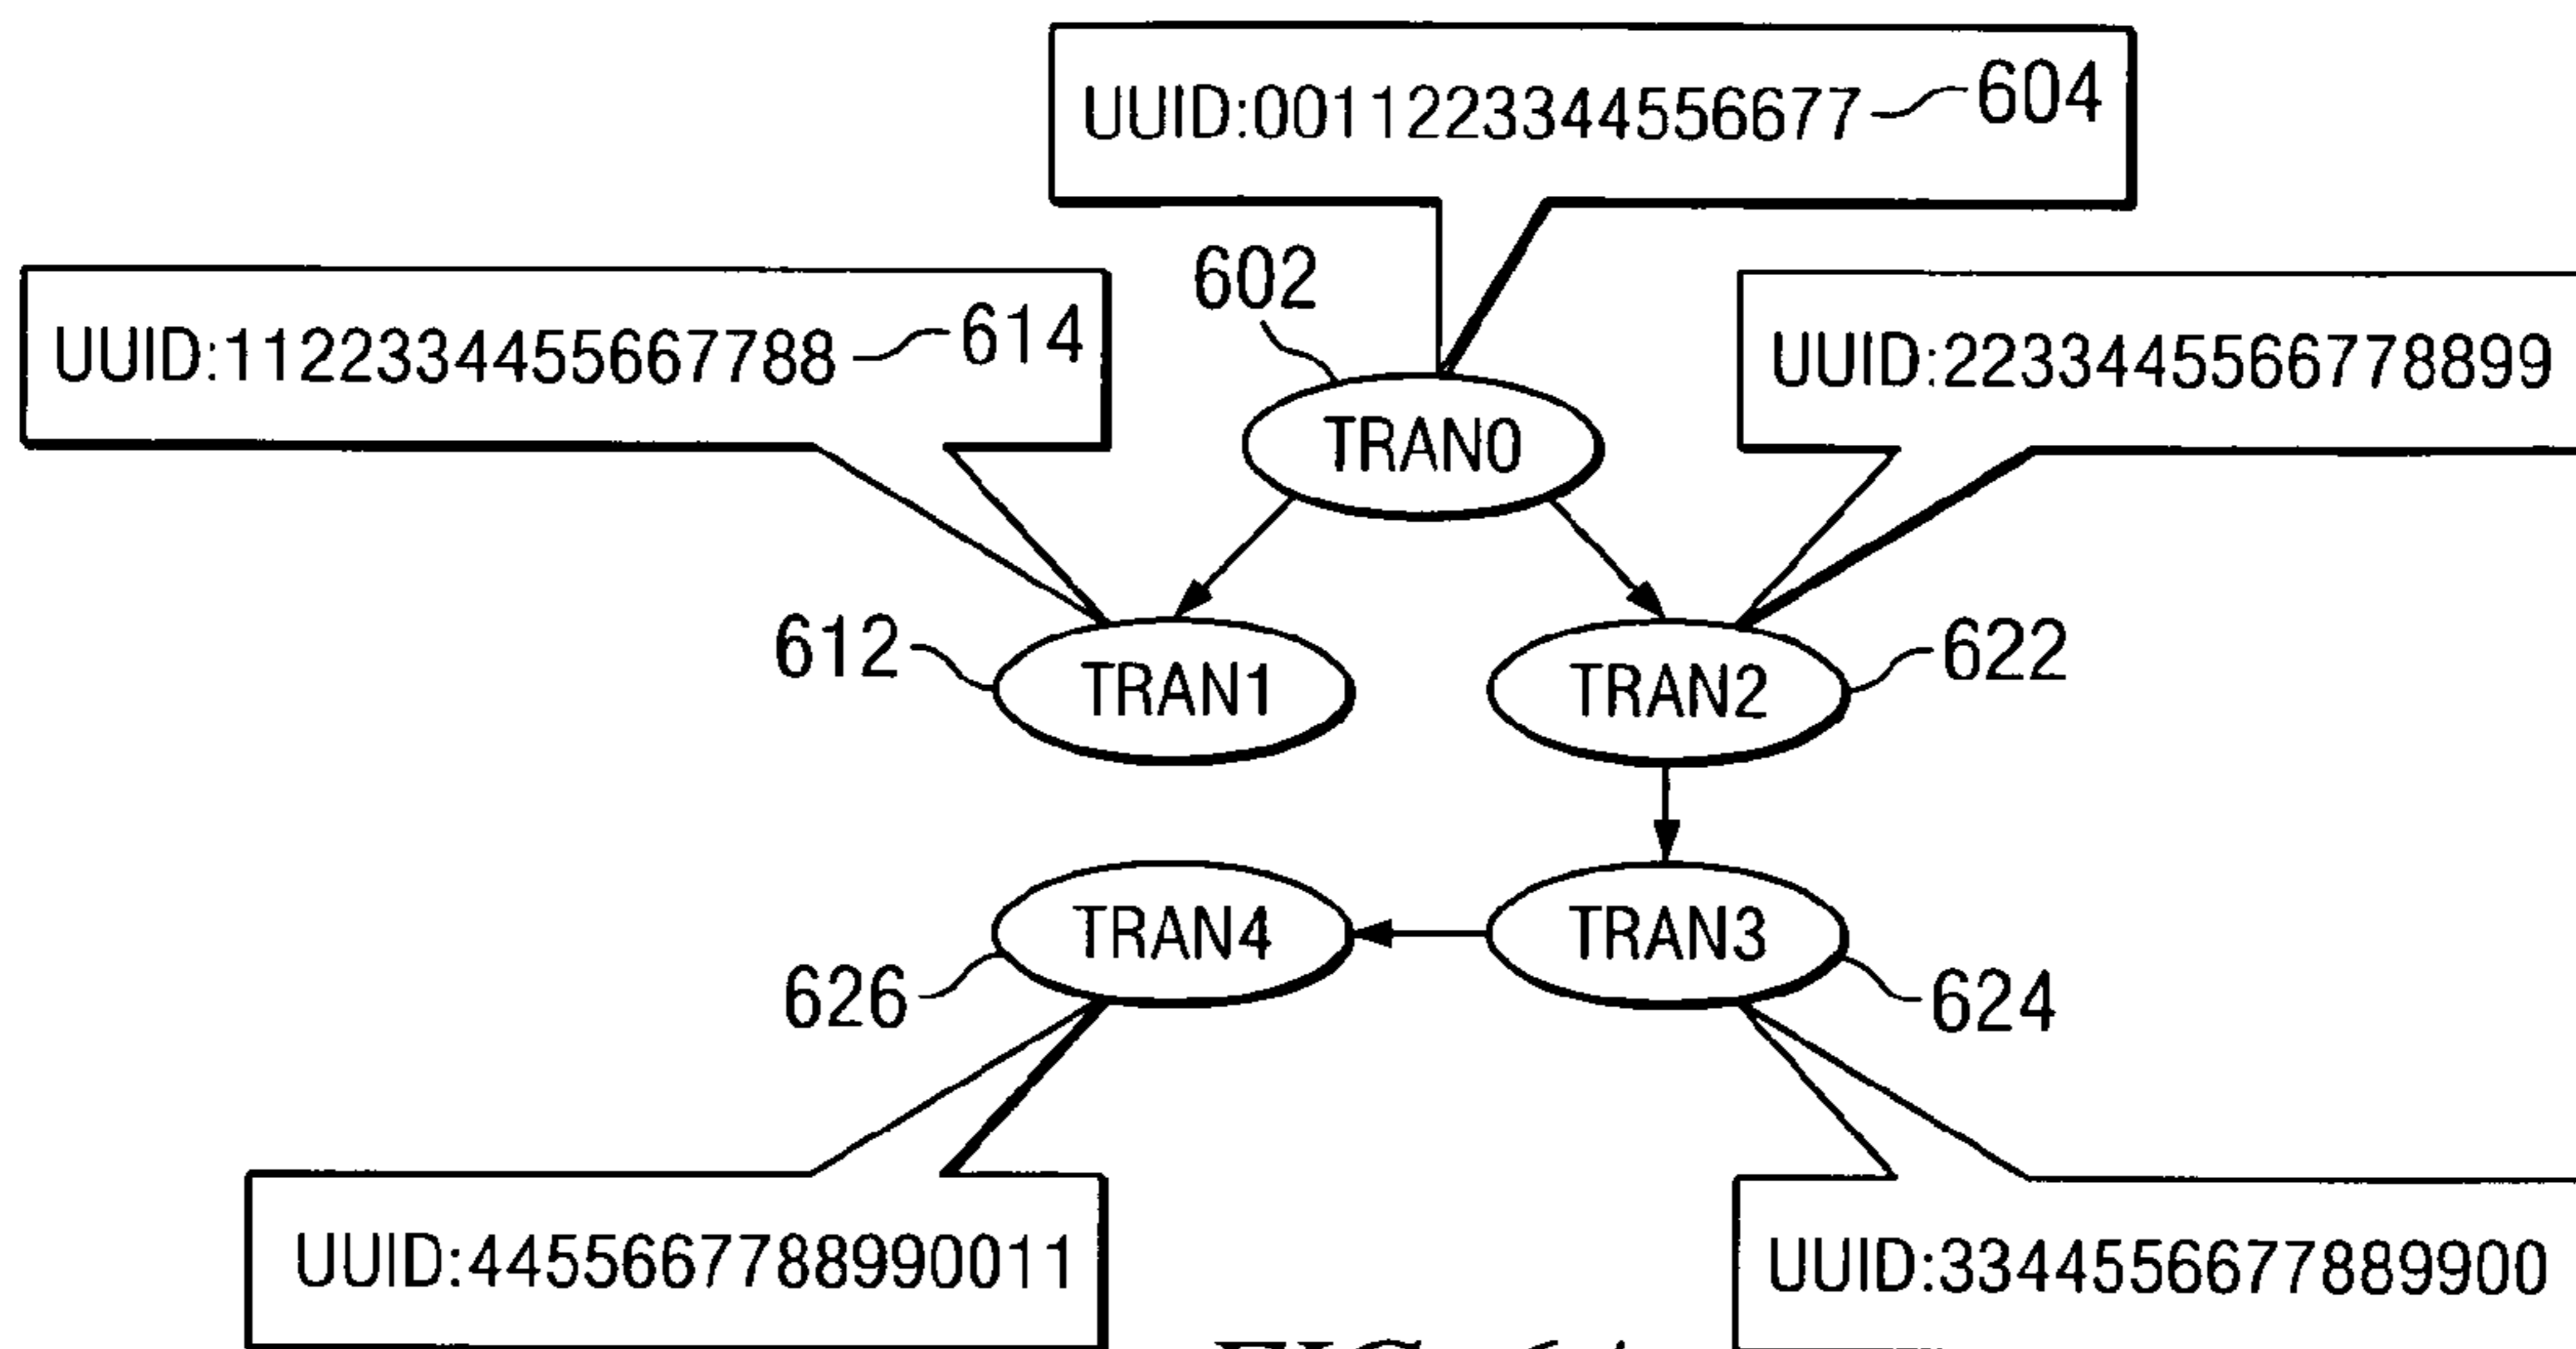 UUID:0011223344556677 604
602
UUID:1122334455667788 614
UUID:2233445566778899
TRAN0
612
TRAN1
TRAN2
622
TRAN4
TRAN3
626
624
UUID:4455667788990011
UUID:3344556677889900